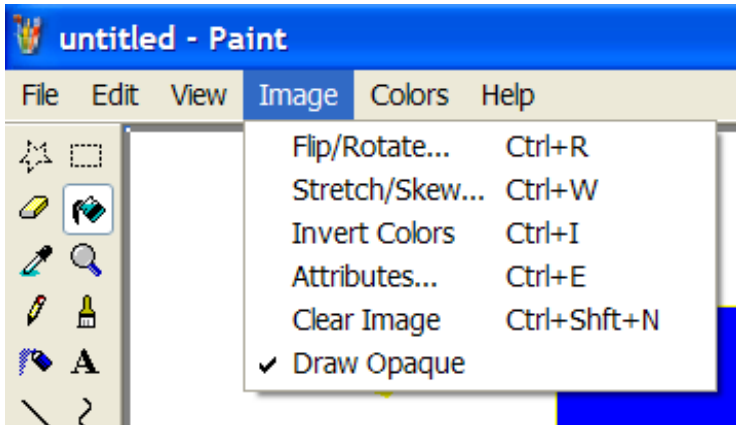 untitled - Paint
File Edit View Image Colors Help
Flip/Rotate... Ctrl+R
Stretch/Skew... Ctrl+W
Invert Colors Ctrl+I
Attributes... Ctrl+E
Clear Image Ctrl+Shft+N
Draw Opaque
A